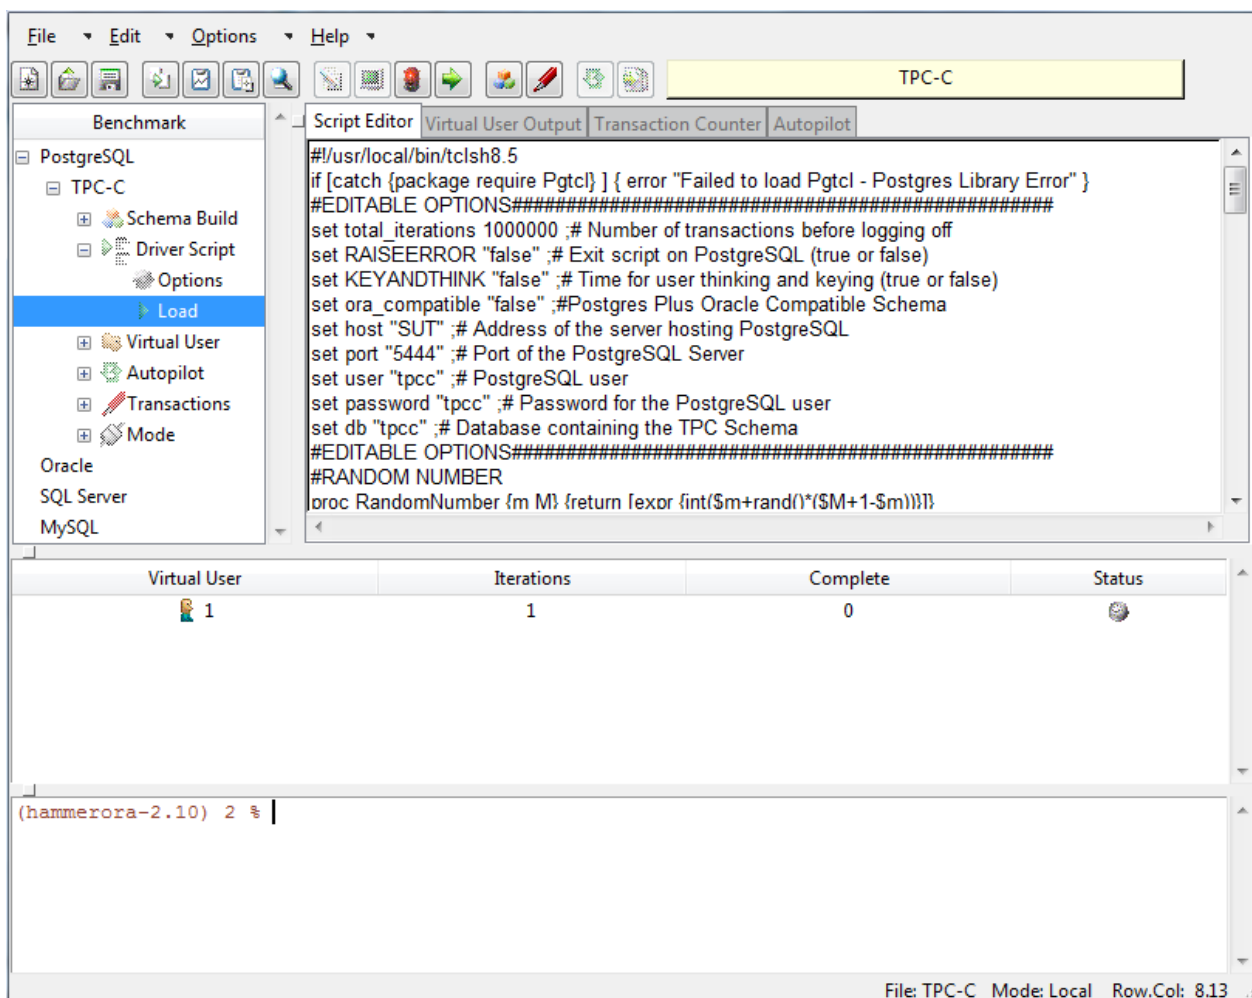 File Edit Options Help
TPC-C
Benchmark
PostgreSQL
TPC-C
Schema Build
Driver Script
Options
Load
Virtual User
Autopilot
Transactions
Mode
Oracle
SQL Server
MySQL
Script Editor Virtual User Output Transaction Counter Autopilot
#!/usr/local/bin/tclsh8.5
if [catch {package require Pgtcl} ] { error "Failed to load Pgtcl - Postgres Library Error" }
#EDITABLE OPTIONS##################################################
set total_iterations 1000000 ;# Number of transactions before logging off
set RAISEERROR "false" ;# Exit script on PostgreSQL (true or false)
set KEYANDTHINK "false" ;# Time for user thinking and keying (true or false)
set ora_compatible "false" ;#Postgres Plus Oracle Compatible Schema
set host "SUT" ;# Address of the server hosting PostgreSQL
set port "5444" ;# Port of the PostgreSQL Server
set user "tpcc" ;# PostgreSQL user
set password "tpcc" ;# Password for the PostgreSQL user
set db "tpcc" ;# Database containing the TPC Schema
#EDITABLE OPTIONS##################################################
#RANDOM NUMBER
proc RandomNumber {m M} {return [expr {int($m+rand()*($M+1-$m))}]}
Virtual User Iterations Complete Status
1 1 0
(hammerora-2.10) 2 %
File: TPC-C Mode: Local Row.Col: 8.13